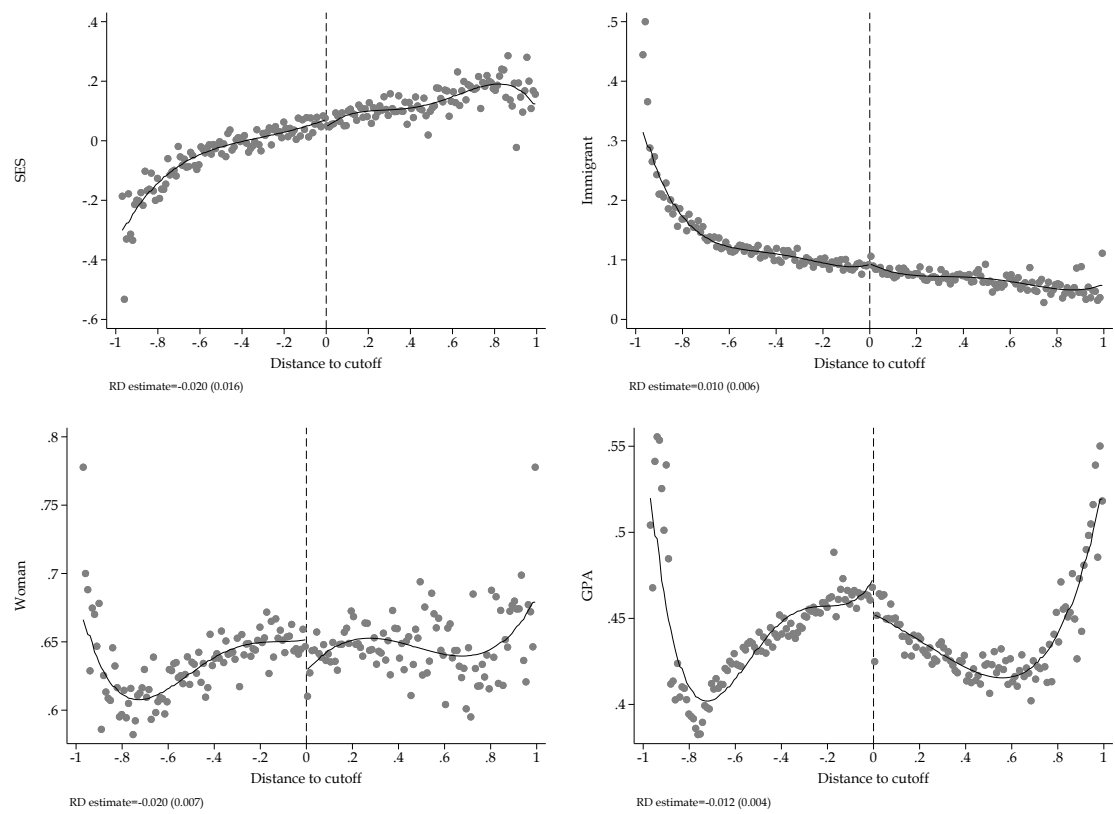 .4
.2
0
-.2
-.4
-.6
SES
-1 -.8 -.6 -.4 -.2 0 .2 .4 .6 .8 1
Distance to cutoff
RD estimate=-0.020 (0.016)
.5
.4
.3
.2
.1
0
Immigrant
-1 -.8 -.6 -.4 -.2 0 .2 .4 .6 .8 1
Distance to cutoff
RD estimate=0.010 (0.006)
.8
.75
.7
.65
.6
Woman
-1 -.8 -.6 -.4 -.2 0 .2 .4 .6 .8 1
Distance to cutoff
RD estimate=-0.020 (0.007)
.55
.5
.45
.4
GPA
-1 -.8 -.6 -.4 -.2 0 .2 .4 .6 .8 1
Distance to cutoff
RD estimate=-0.012 (0.004)